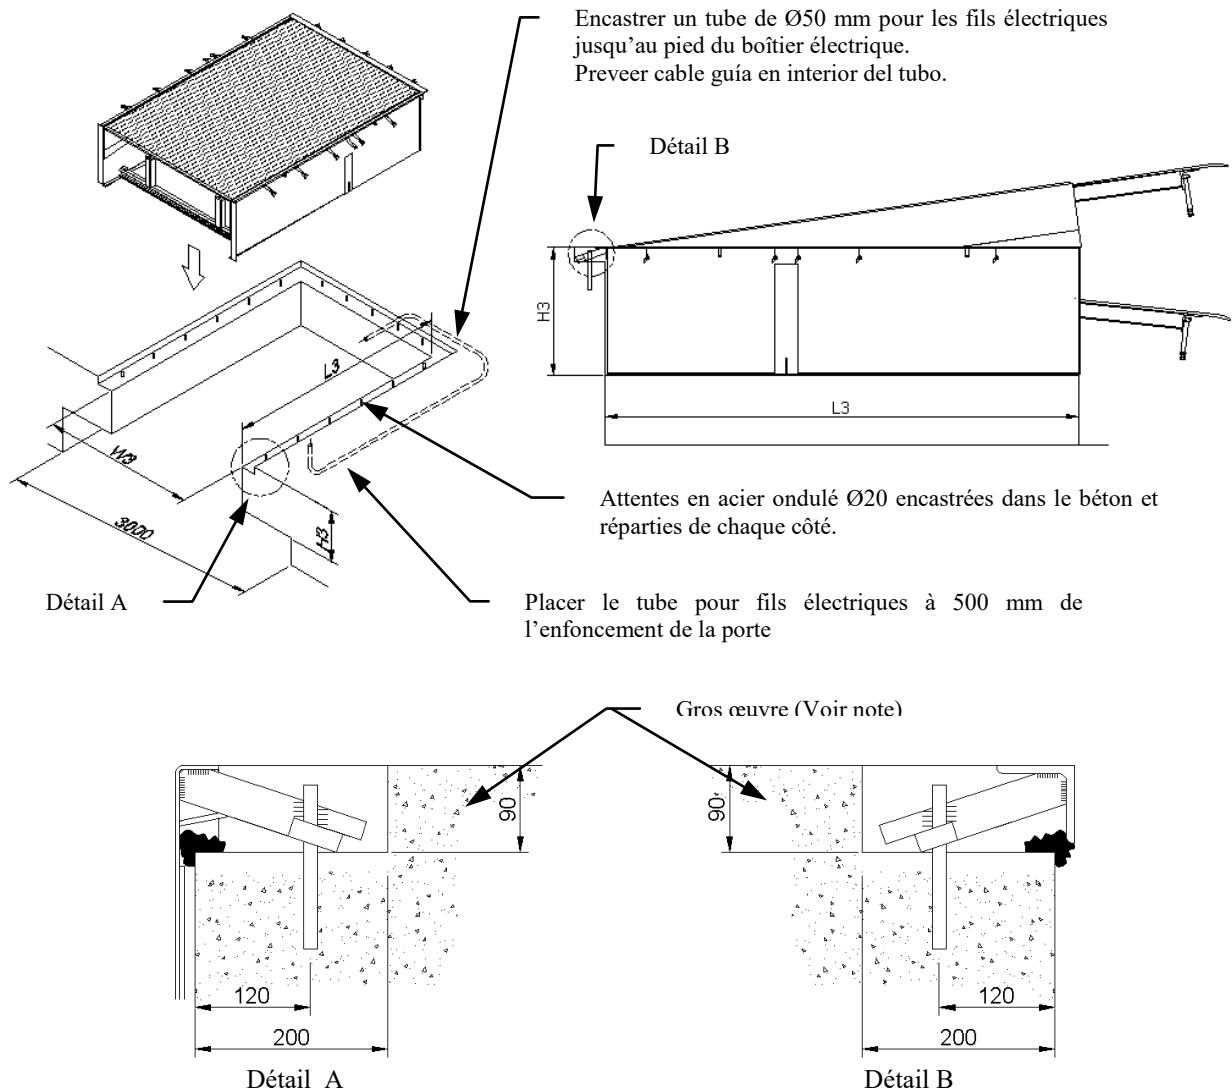 Encastrer un tube de Ø50 mm pour les fils électriques
jusqu’au pied du boîtier électrique.
Preveer cable guía en interior del tubo.
Détail B
H3
L3
L3
W3
3000
H3
Attentes en acier ondulé Ø20 encastrées dans le béton et
réparties de chaque côté.
Détail A
Placer le tube pour fils électriques à 500 mm de
l’enfoncement de la porte
Gros œuvre (Voir note)
90
90
120
200
120
200
Détail A
Détail B